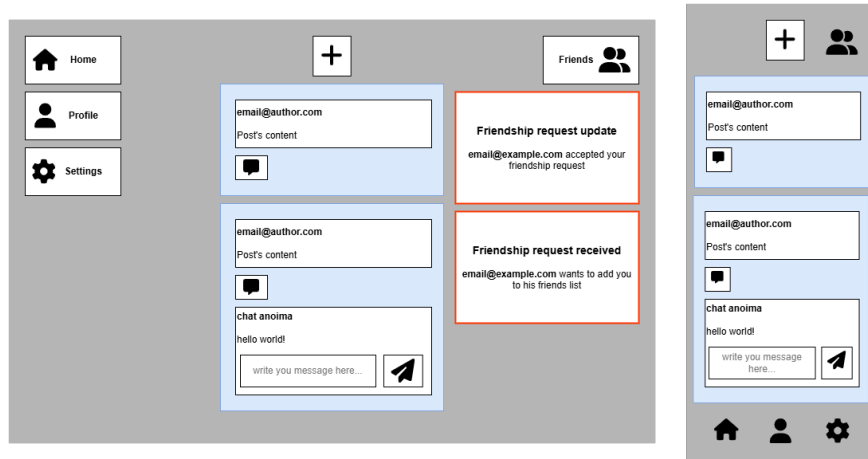 Home
Profile
Settings
email@author.com
Post's content
email@author.com
Post's content
chat anoima
hello world!
write you message here...
Friends
Friendship request update
email@example.com accepted your
friendship request
Friendship request received
email@example.com wants to add you
to his friends list
email@author.com
Post's content
email@author.com
Post's content
chat anoima
hello world!
write you message
here...